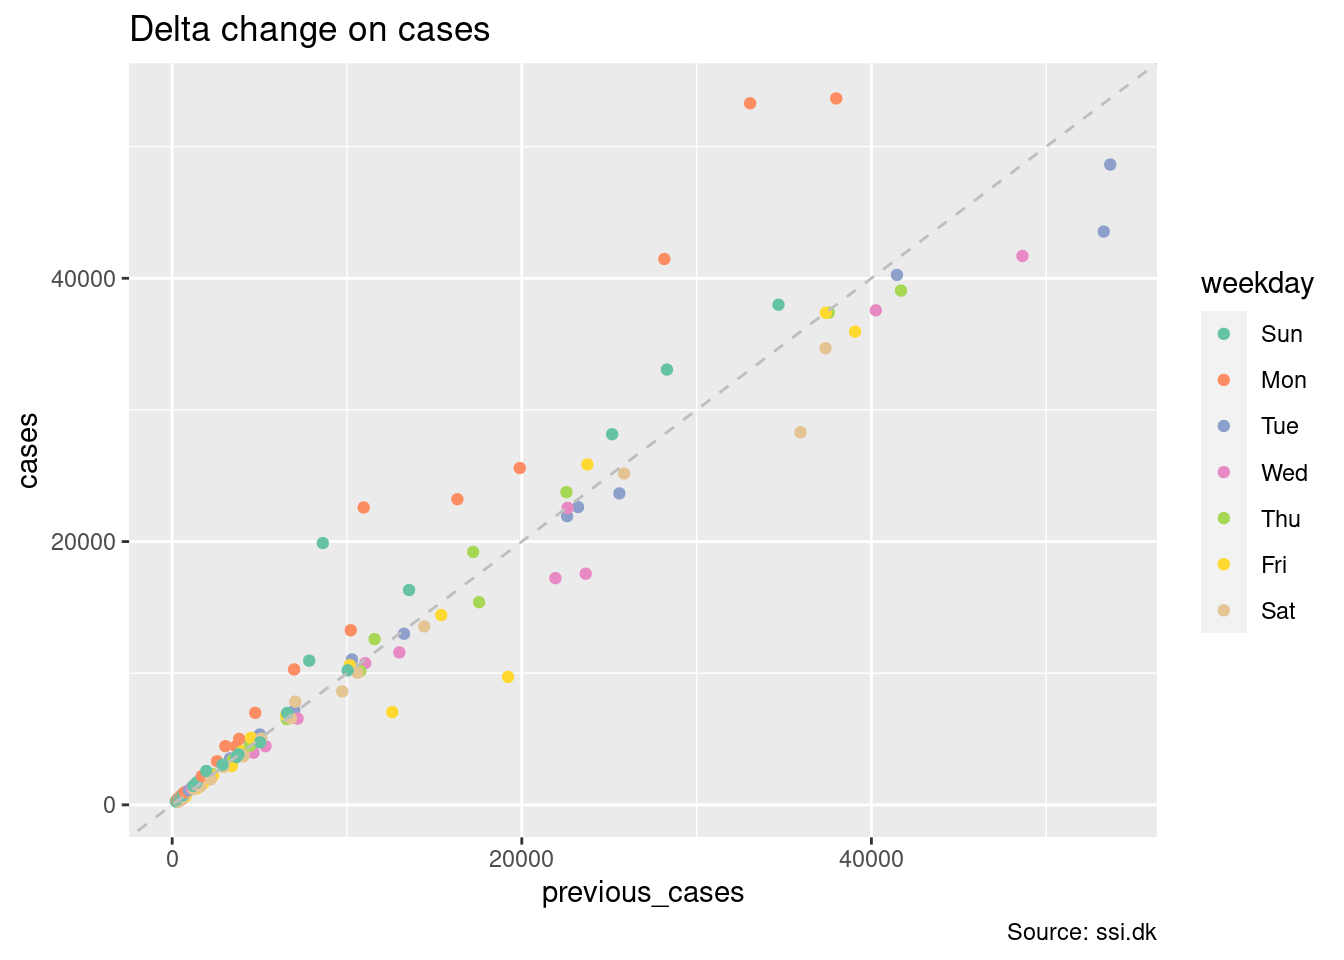 Delta change on cases
cases
40000
20000
0
0
20000
40000
previous_cases
weekday
Sun
Mon
Tue
Wed
Thu
Fri
Sat
Source: ssi.dk